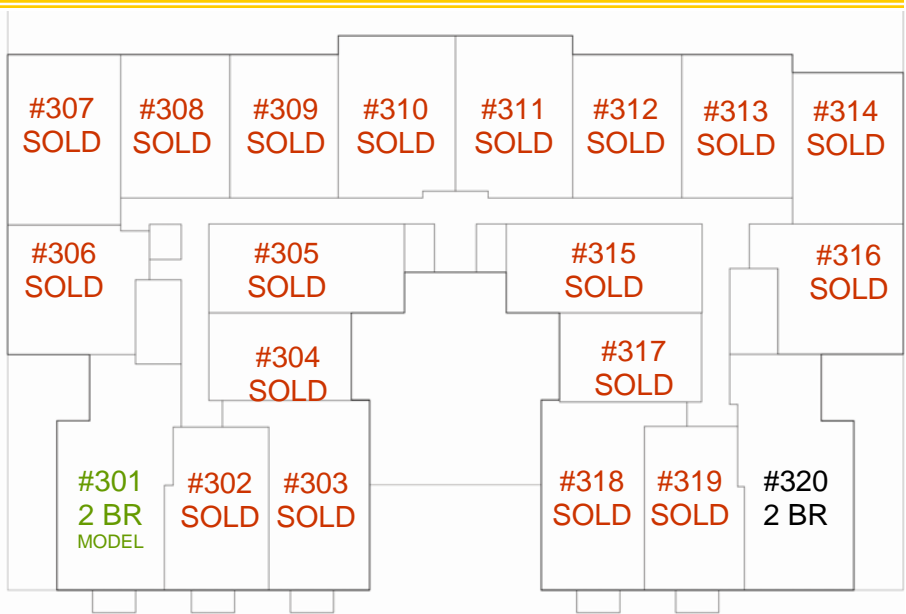 #307
SOLD
#308
SOLD
#309
SOLD
#310
SOLD
#311
SOLD
#312
SOLD
#313
SOLD
#314
SOLD
#306
SOLD
#305
SOLD
#315
SOLD
#316
SOLD
#304
SOLD
#317
SOLD
#301
2 BR
MODEL
#302
SOLD
#303
SOLD
#318
SOLD
#319
SOLD
#320
2 BR